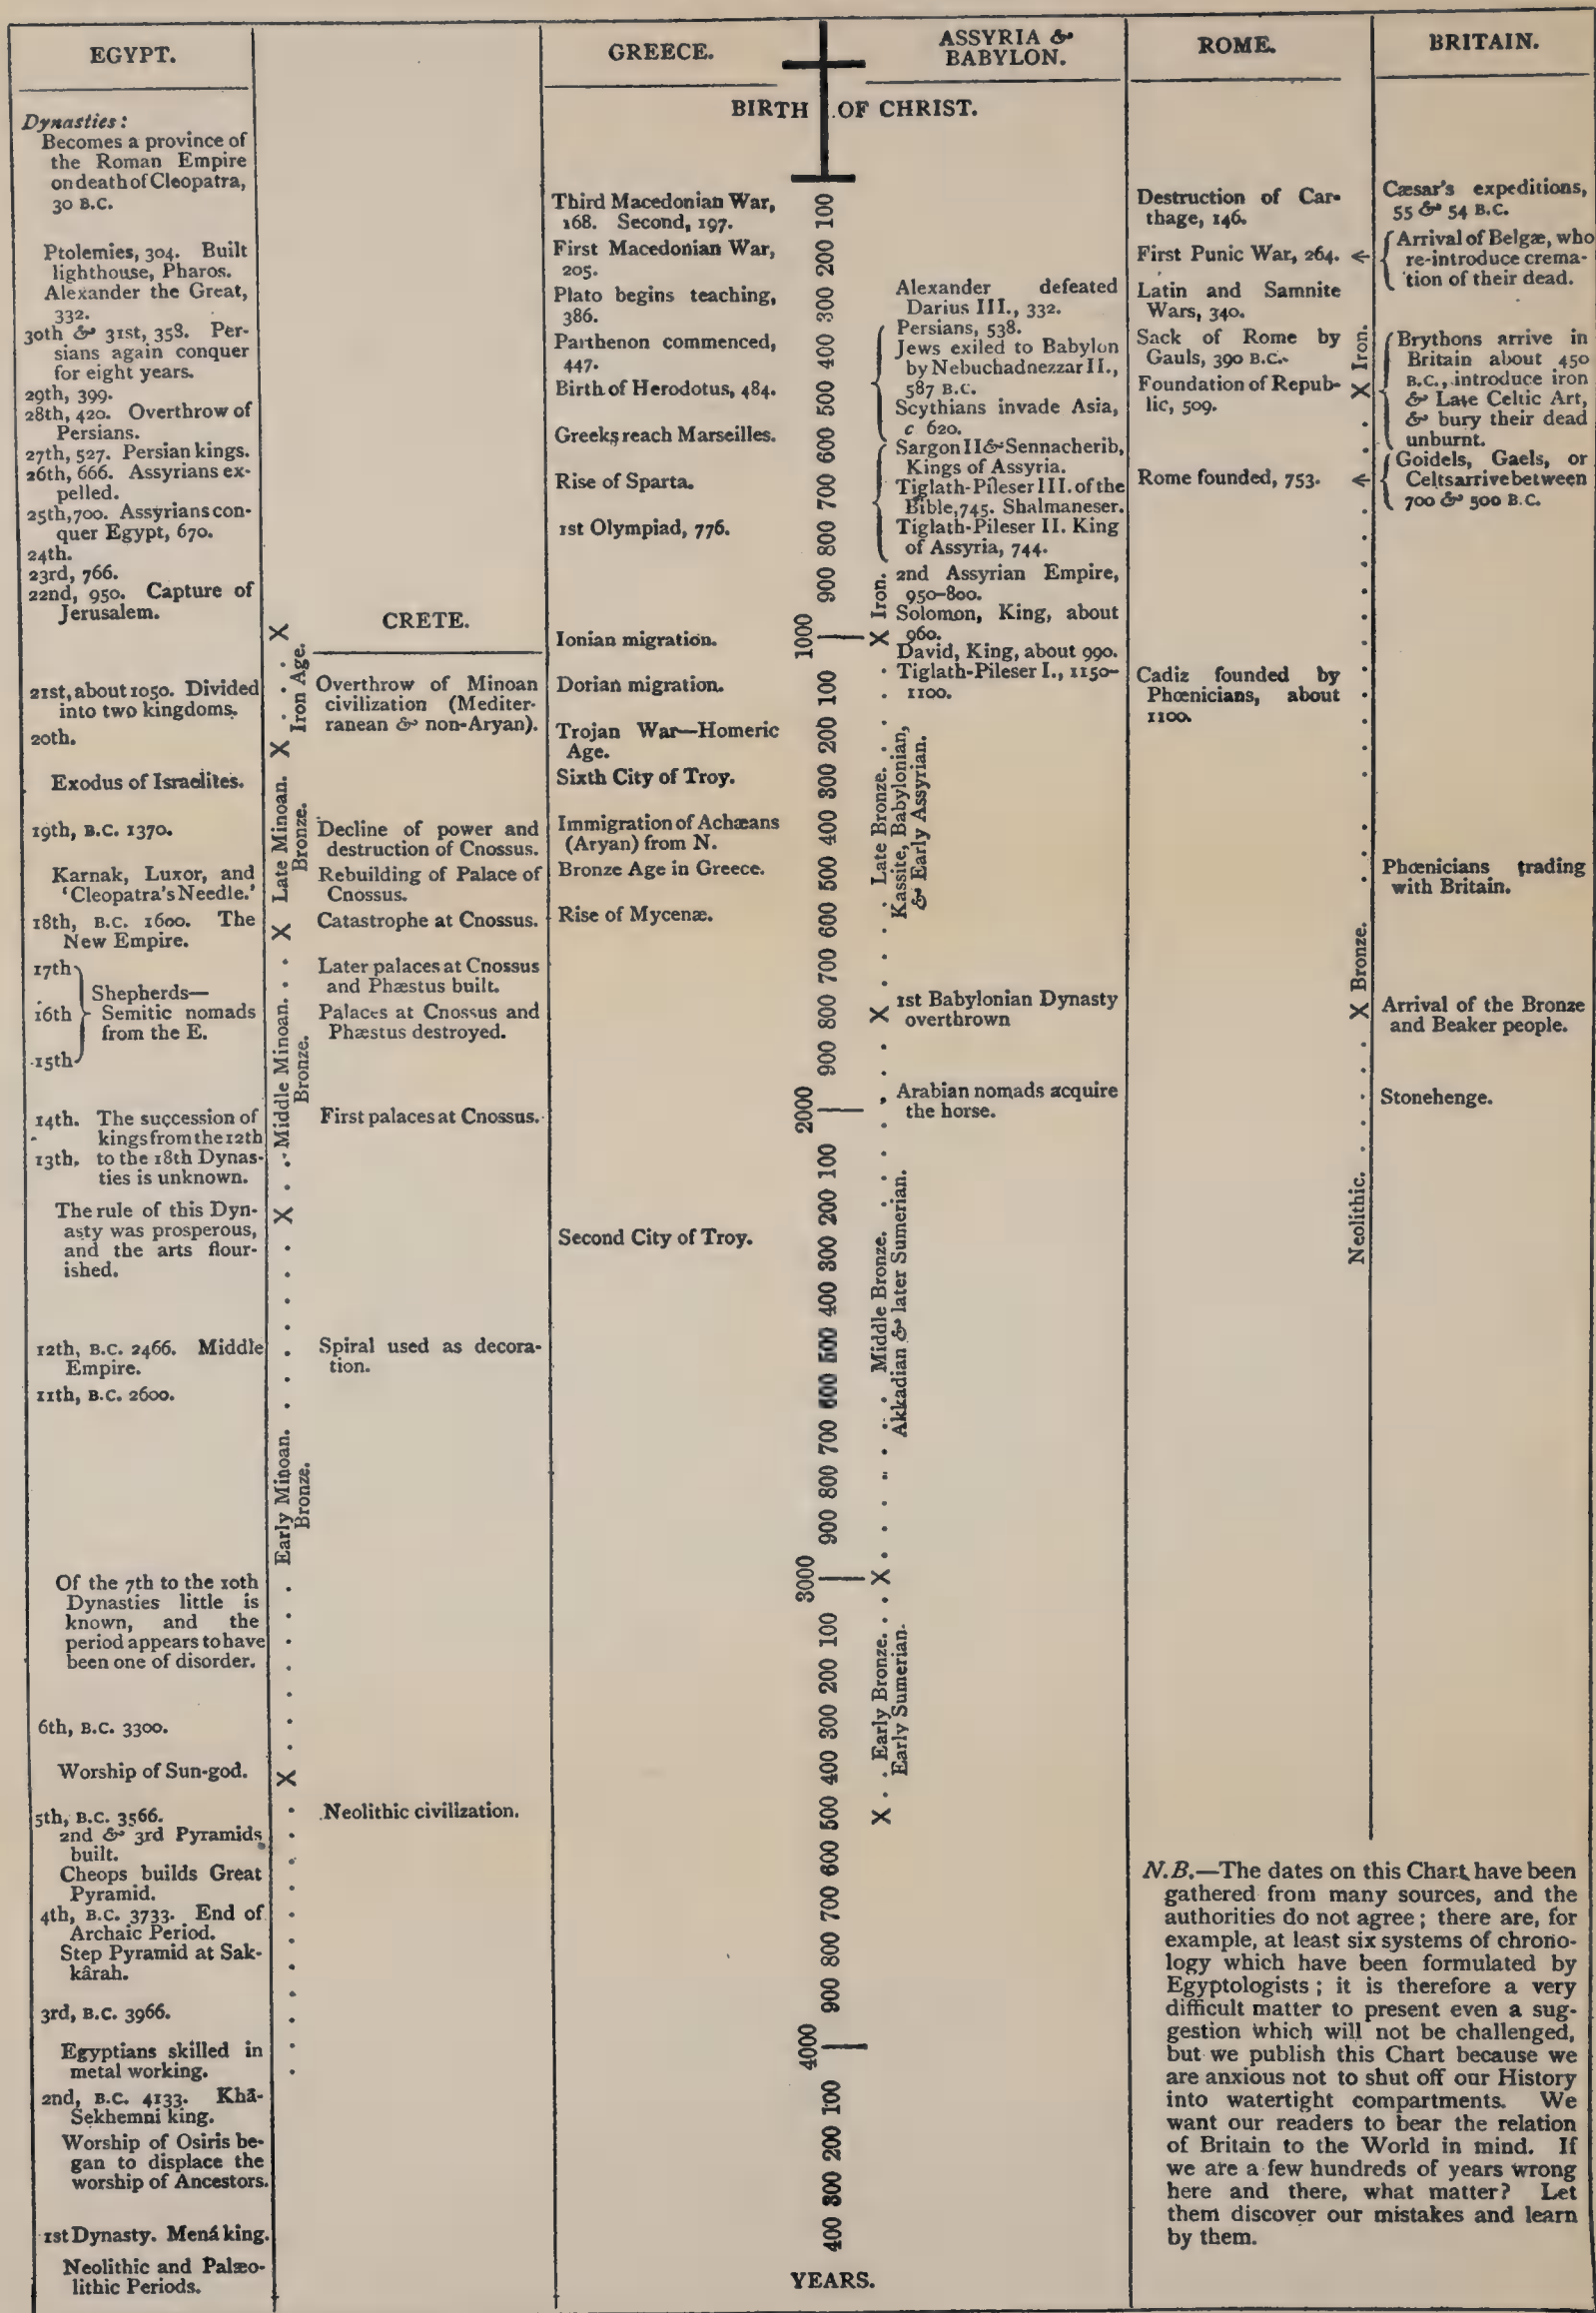 EGYPT.
Dynasties:
Becomes a province of
the Roman Empire
on death of Cleopatra,
30 B.C.
Ptolemies, 304. Built
lighthouse, Pharos.
Alexander the Great,
332.
30th & 31st, 358. Per-
sians again conquer
for eight years.
29th, 399.
28th, 420. Overthrow of
Persians.
27th, 527. Persian kings.
26th, 666. Assyrians ex-
pelled.
25th, 700. Assyrians con-
quer Egypt, 670.
24th.
23rd, 766.
22nd, 950. Capture of
Jerusalem.
21st, about 1050. Divided
into two kingdoms.
20th.
Exodus of Israelites.
19th, B.C. 1370.
Karnak, Luxor, and
'Cleopatra's Needle.'
18th, B.C. 1600. The
New Empire.
17th
16th
15th
Shepherds—
Semitic nomads
from the E.
14th. The succession of
kings from the 12th
13th. to the 18th Dynas-
ties is unknown.
The rule of this Dyn-
asty was prosperous,
and the arts flour-
ished.
12th, B.C. 2466. Middle
Empire.
11th, B.C. 2600.
Of the 7th to the 10th
Dynasties little is
known, and the
period appears to have
been one of disorder.
6th, B.C. 3300.
Worship of Sun-god.
5th, B.C. 3566.
2nd & 3rd Pyramids
built.
Cheops builds Great
Pyramid.
4th, B.C. 3733. End of
Archaic Period.
Step Pyramid at Sak-
kârah.
3rd, B.C. 3966.
Egyptians skilled in
metal working.
2nd, B.C. 4133. Khā-
Sekhemni king.
Worship of Osiris be-
gan to displace the
worship of Ancestors.
1st Dynasty. Mená king.
Neolithic and Palæo-
lithic Periods.
X . . Early Minoan. . . X . . Middle Minoan. . . X Late Minoan. X . . . X
Bronze. Bronze. Bronze. Iron Age.
CRETE.
Overthrow of Minoan
civilization (Mediter-
ranean & non-Aryan).
Decline of power and
destruction of Cnossus.
Rebuilding of Palace of
Cnossus.
Catastrophe at Cnossus.
Later palaces at Cnossus
and Phæstus built.
Palaces at Cnossus and
Phæstus destroyed.
First palaces at Cnossus.
Spiral used as decora-
tion.
Neolithic civilization.
GREECE.
BIRTH OF CHRIST.
Third Macedonian War,
168. Second, 197.
First Macedonian War,
205.
Plato begins teaching,
386.
Parthenon commenced,
447.
Birth of Herodotus, 484.
Greeks reach Marseilles.
Rise of Sparta.
1st Olympiad, 776.
Ionian migration.
Dorian migration.
Trojan War—Homeric
Age.
Sixth City of Troy.
Immigration of Achæans
(Aryan) from N.
Bronze Age in Greece.
Rise of Mycenæ.
Second City of Troy.
100
200
300
400
500
600
700
800
900
1000
100
200
300
400
500
600
700
800
900
2000
100
200
300
400
500
600
700
800
900
3000
100
200
300
400
500
600
700
800
900
4000
100
200
300
400
YEARS.
ASSYRIA &
BABYLON.
Alexander defeated
Darius III., 332.
Persians, 538.
Jews exiled to Babylon
by Nebuchadnezzar II.,
587 B.C.
Scythians invade Asia,
c 620.
Sargon II & Sennacherib,
Kings of Assyria.
Tiglath-Pileser III. of the
Bible, 745. Shalmaneser.
Tiglath-Pileser II. King
of Assyria, 744.
2nd Assyrian Empire,
950-800.
Solomon, King, about
960.
David, King, about 990.
Tiglath-Pileser I., 1150-
1100.
1st Babylonian Dynasty
overthrown
Arabian nomads acquire
the horse.
X . . Early Bronze. . . X . . Middle Bronze. . . X . . Late Bronze. . . X Iron.
Early Sumerian.
Akkadian & later Sumerian.
Kassite, Babylonian,
& Early Assyrian.
ROME.
Destruction of Car-
thage, 146.
First Punic War, 264.
Latin and Samnite
Wars, 340.
Sack of Rome by
Gauls, 390 B.C.
Foundation of Repub-
lic, 509.
Rome founded, 753.
Cadiz founded by
Phœnicians, about
1100.
Neolithic. . . X Bronze. . . X Iron.
BRITAIN.
Cæsar's expeditions,
55 & 54 B.C.
Arrival of Belgæ, who
re-introduce crema-
tion of their dead.
Brythons arrive in
Britain about 450
B.C., introduce iron
& Late Celtic Art,
& bury their dead
unburnt.
Goidels, Gaels, or
Celts arrive between
700 & 500 B.C.
Phœnicians trading
with Britain.
Arrival of the Bronze
and Beaker people.
Stonehenge.
N.B.—The dates on this Chart have been
gathered from many sources, and the
authorities do not agree; there are, for
example, at least six systems of chrono-
logy which have been formulated by
Egyptologists; it is therefore a very
difficult matter to present even a sug-
gestion which will not be challenged,
but we publish this Chart because we
are anxious not to shut off our History
into watertight compartments. We
want our readers to bear the relation
of Britain to the World in mind. If
we are a few hundreds of years wrong
here and there, what matter? Let
them discover our mistakes and learn
by them.